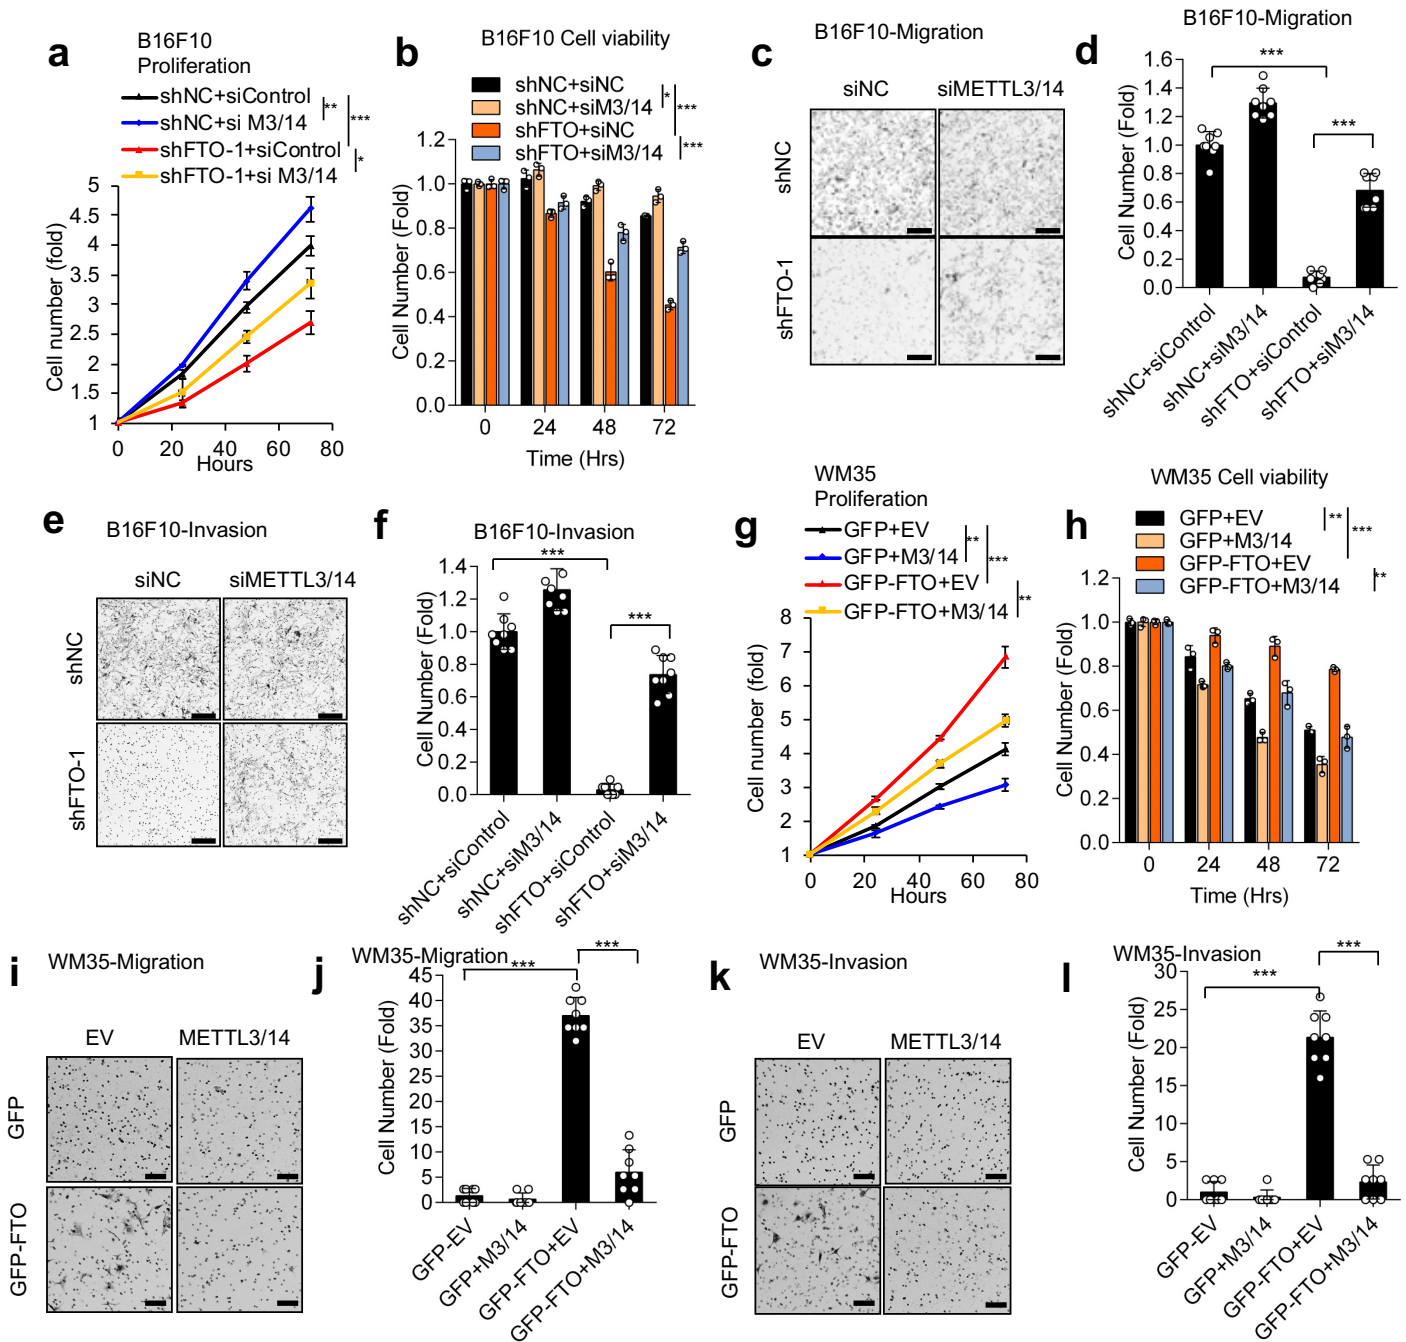 a
B16F10
Proliferation
shNC+siControl
shNC+si M3/14
shFTO-1+siControl
shFTO-1+si M3/14
**
***
*
Cell number (fold)
5
4.5
4
3.5
3
2.5
2
1.5
1
0 20 40 60 80
Hours
b
B16F10 Cell viability
shNC+siNC
shNC+siM3/14
shFTO+siNC
shFTO+siM3/14
*
***
***
Cell Number (Fold)
1.2
1.0
0.8
0.6
0.4
0.2
0.0
0 24 48 72
Time (Hrs)
c
B16F10-Migration
siNC siMETTL3/14
shNC
shFTO-1
d
B16F10-Migration
***
***
Cell Number (Fold)
1.6
1.4
1.2
1.0
0.8
0.6
0.4
0.2
0.0
shNC+siControl
shNC+siM3/14
shFTO+siControl
shFTO+siM3/14
e
B16F10-Invasion
siNC siMETTL3/14
shNC
shFTO-1
f
B16F10-Invasion
***
***
Cell Number (Fold)
1.4
1.2
1.0
0.8
0.6
0.4
0.2
0.0
shNC+siControl
shNC+siM3/14
shFTO+siControl
shFTO+siM3/14
g
WM35
Proliferation
GFP+EV
GFP+M3/14
GFP-FTO+EV
GFP-FTO+M3/14
**
***
**
Cell number (fold)
8
7
6
5
4
3
2
1
0 20 40 60 80
Hours
h
WM35 Cell viability
GFP+EV
GFP+M3/14
GFP-FTO+EV
GFP-FTO+M3/14
**
***
**
Cell Number (Fold)
1.2
1.0
0.8
0.6
0.4
0.2
0.0
0 24 48 72
Time (Hrs)
i
WM35-Migration
EV METTL3/14
GFP
GFP-FTO
j
WM35-Migration
***
***
Cell Number (Fold)
45
40
35
30
25
20
15
10
5
0
GFP-EV
GFP+M3/14
GFP-FTO+EV
GFP-FTO+M3/14
k
WM35-Invasion
EV METTL3/14
GFP
GFP-FTO
l
WM35-Invasion
***
***
Cell Number (Fold)
30
25
20
15
10
5
0
GFP-EV
GFP+M3/14
GFP-FTO+EV
GFP-FTO+M3/14